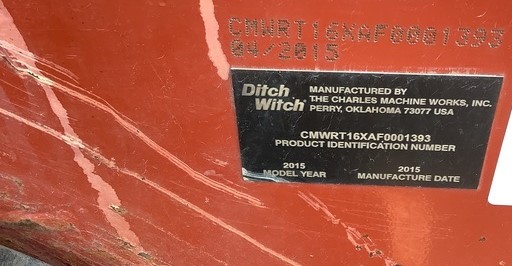 CMWRT16XAF0001393
04/2015
Ditch Witch
MANUFACTURED BY
THE CHARLES MACHINE WORKS, INC.
PERRY, OKLAHOMA 73077 USA
CMWRT16XAF0001393
PRODUCT IDENTIFICATION NUMBER
2015 2015
MODEL YEAR MANUFACTURE DATE